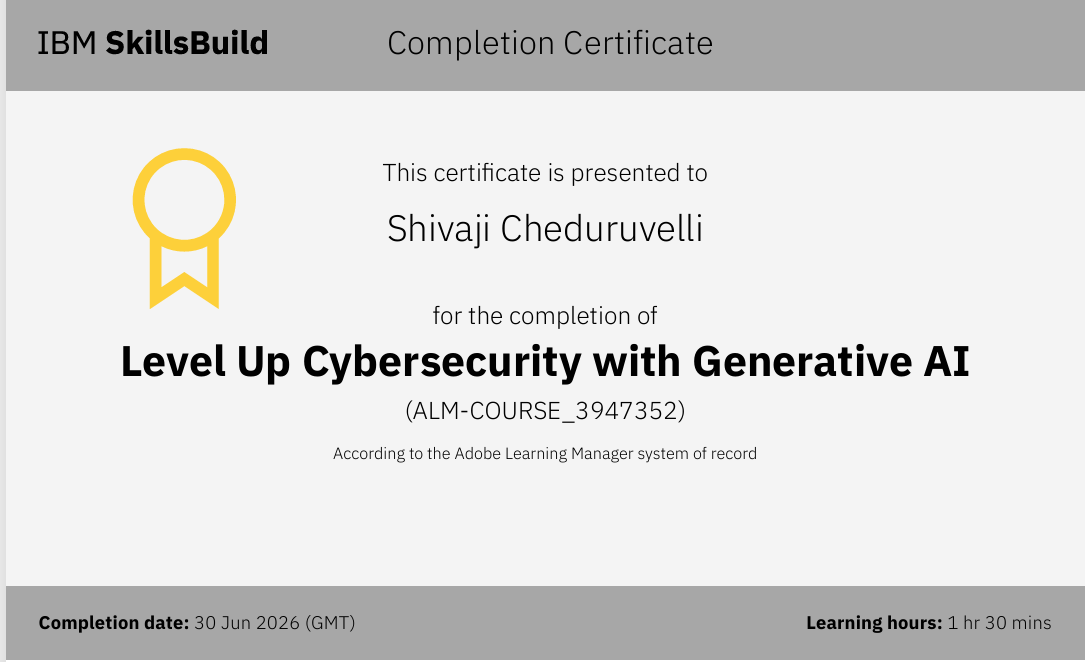 IBM SkillsBuild
Completion Certificate
This certificate is presented to
Shivaji Cheduruvelli
for the completion of
Level Up Cybersecurity with Generative AI
(ALM-COURSE_3947352)
According to the Adobe Learning Manager system of record
Completion date: 30 Jun 2026 (GMT)
Learning hours: 1 hr 30 mins